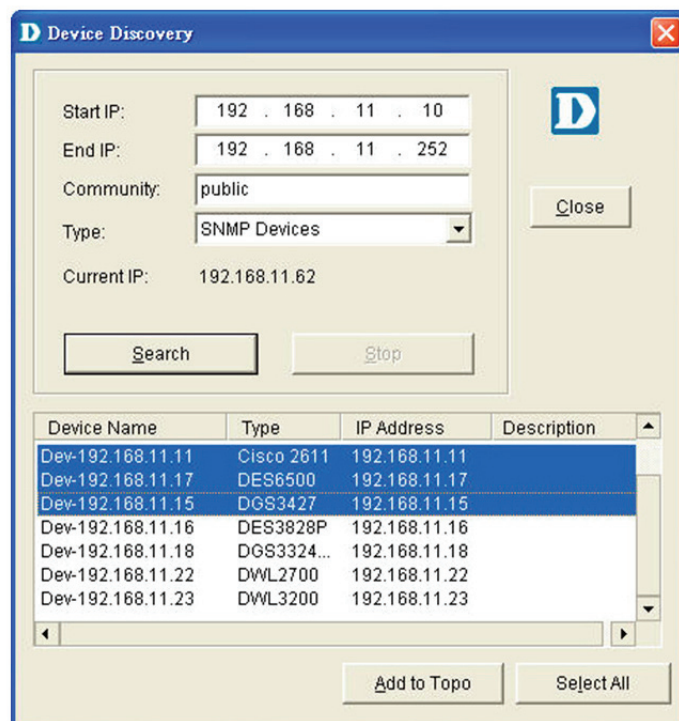 D Device Discovery
Start IP: 192 . 168 . 11 . 10
End IP: 192 . 168 . 11 . 252
D
Community: public
Close
Type: SNMP Devices
Current IP: 192.168.11.62
Search Stop
Device Name Type IP Address Description
Dev-192.168.11.11 Cisco 2611 192.168.11.11
Dev-192.168.11.17 DES6500 192.168.11.17
Dev-192.168.11.15 DGS3427 192.168.11.15
Dev-192.168.11.16 DES3828P 192.168.11.16
Dev-192.168.11.18 DGS3324... 192.168.11.18
Dev-192.168.11.22 DWL2700 192.168.11.22
Dev-192.168.11.23 DWL3200 192.168.11.23
Add to Topo Select All